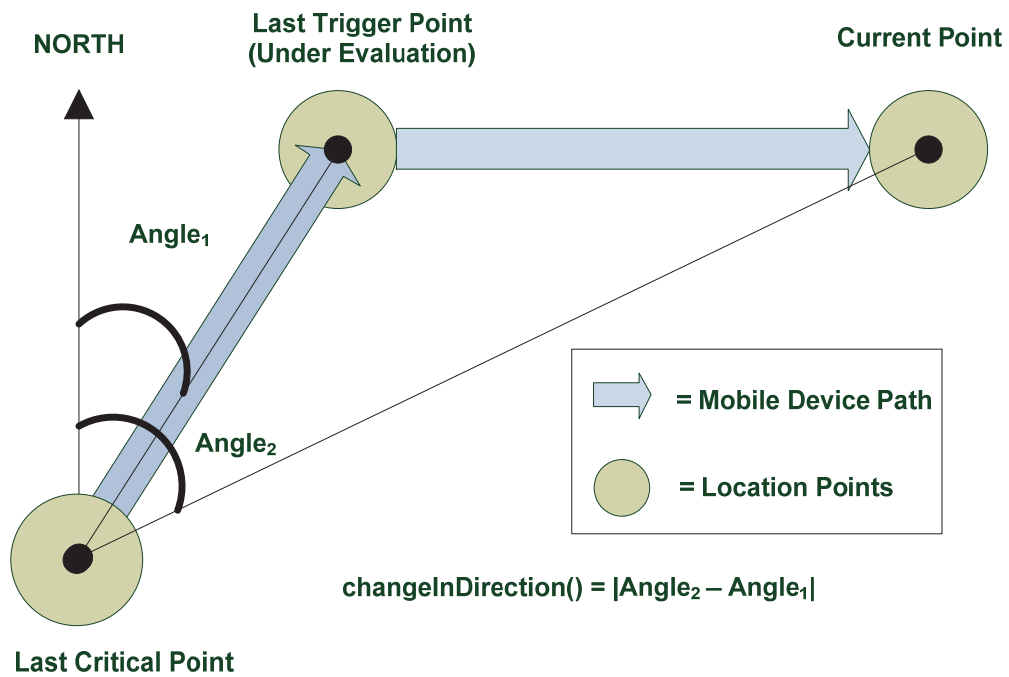 NORTH
Last Trigger Point
(Under Evaluation)
Current Point
Angle₁
Angle₂
= Mobile Device Path
= Location Points
changeInDirection() = |Angle₂ – Angle₁|
Last Critical Point